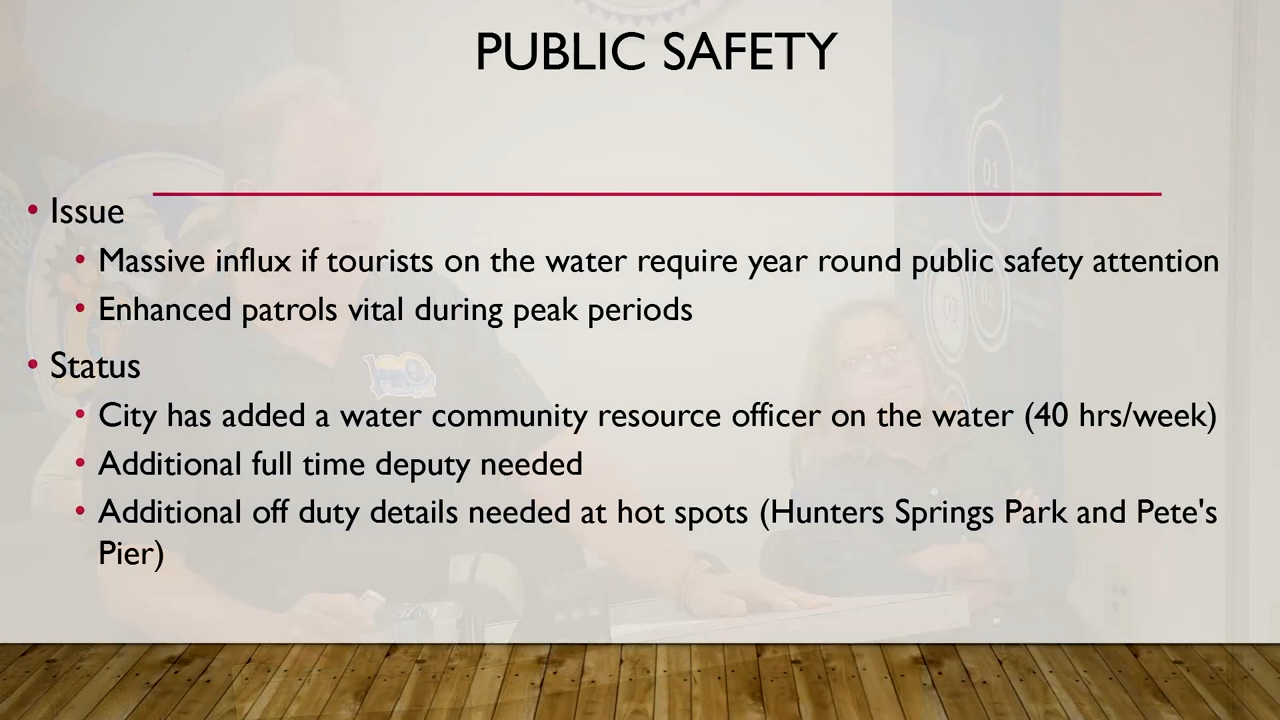 PUBLIC SAFETY
• Issue
• Massive influx if tourists on the water require year round public safety attention
• Enhanced patrols vital during peak periods
• Status
• City has added a water community resource officer on the water (40 hrs/week)
• Additional full time deputy needed
• Additional off duty details needed at hot spots (Hunters Springs Park and Pete's
Pier)
01